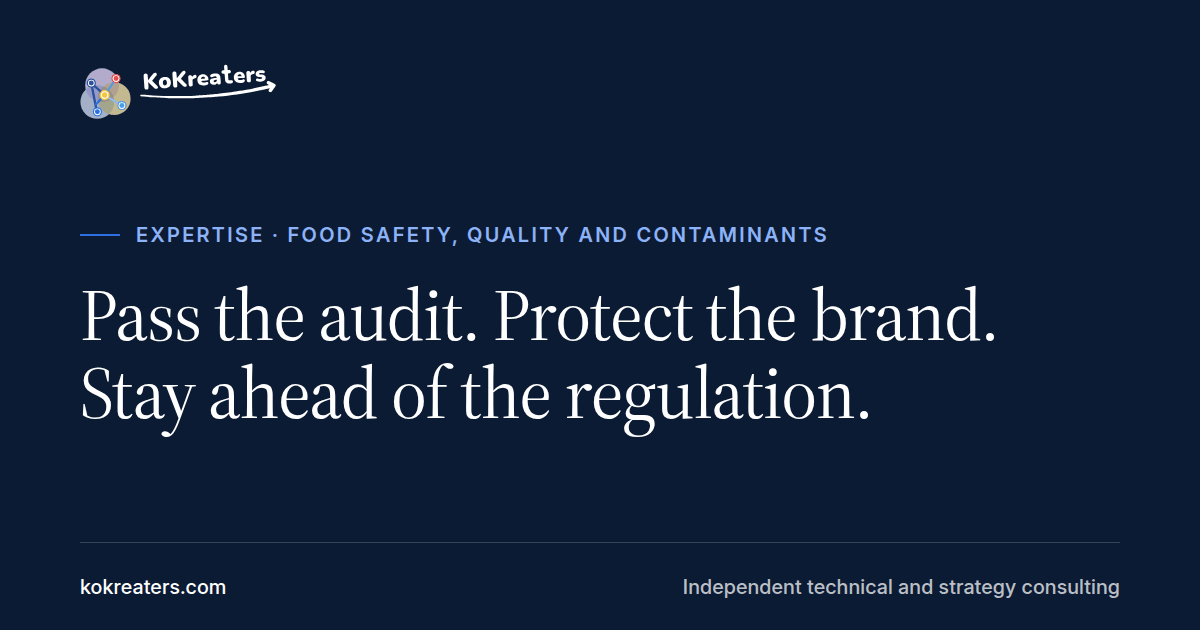 KoKreaters
EXPERTISE · FOOD SAFETY, QUALITY AND CONTAMINANTS
Pass the audit. Protect the brand.
Stay ahead of the regulation.
kokreaters.com
Independent technical and strategy consulting